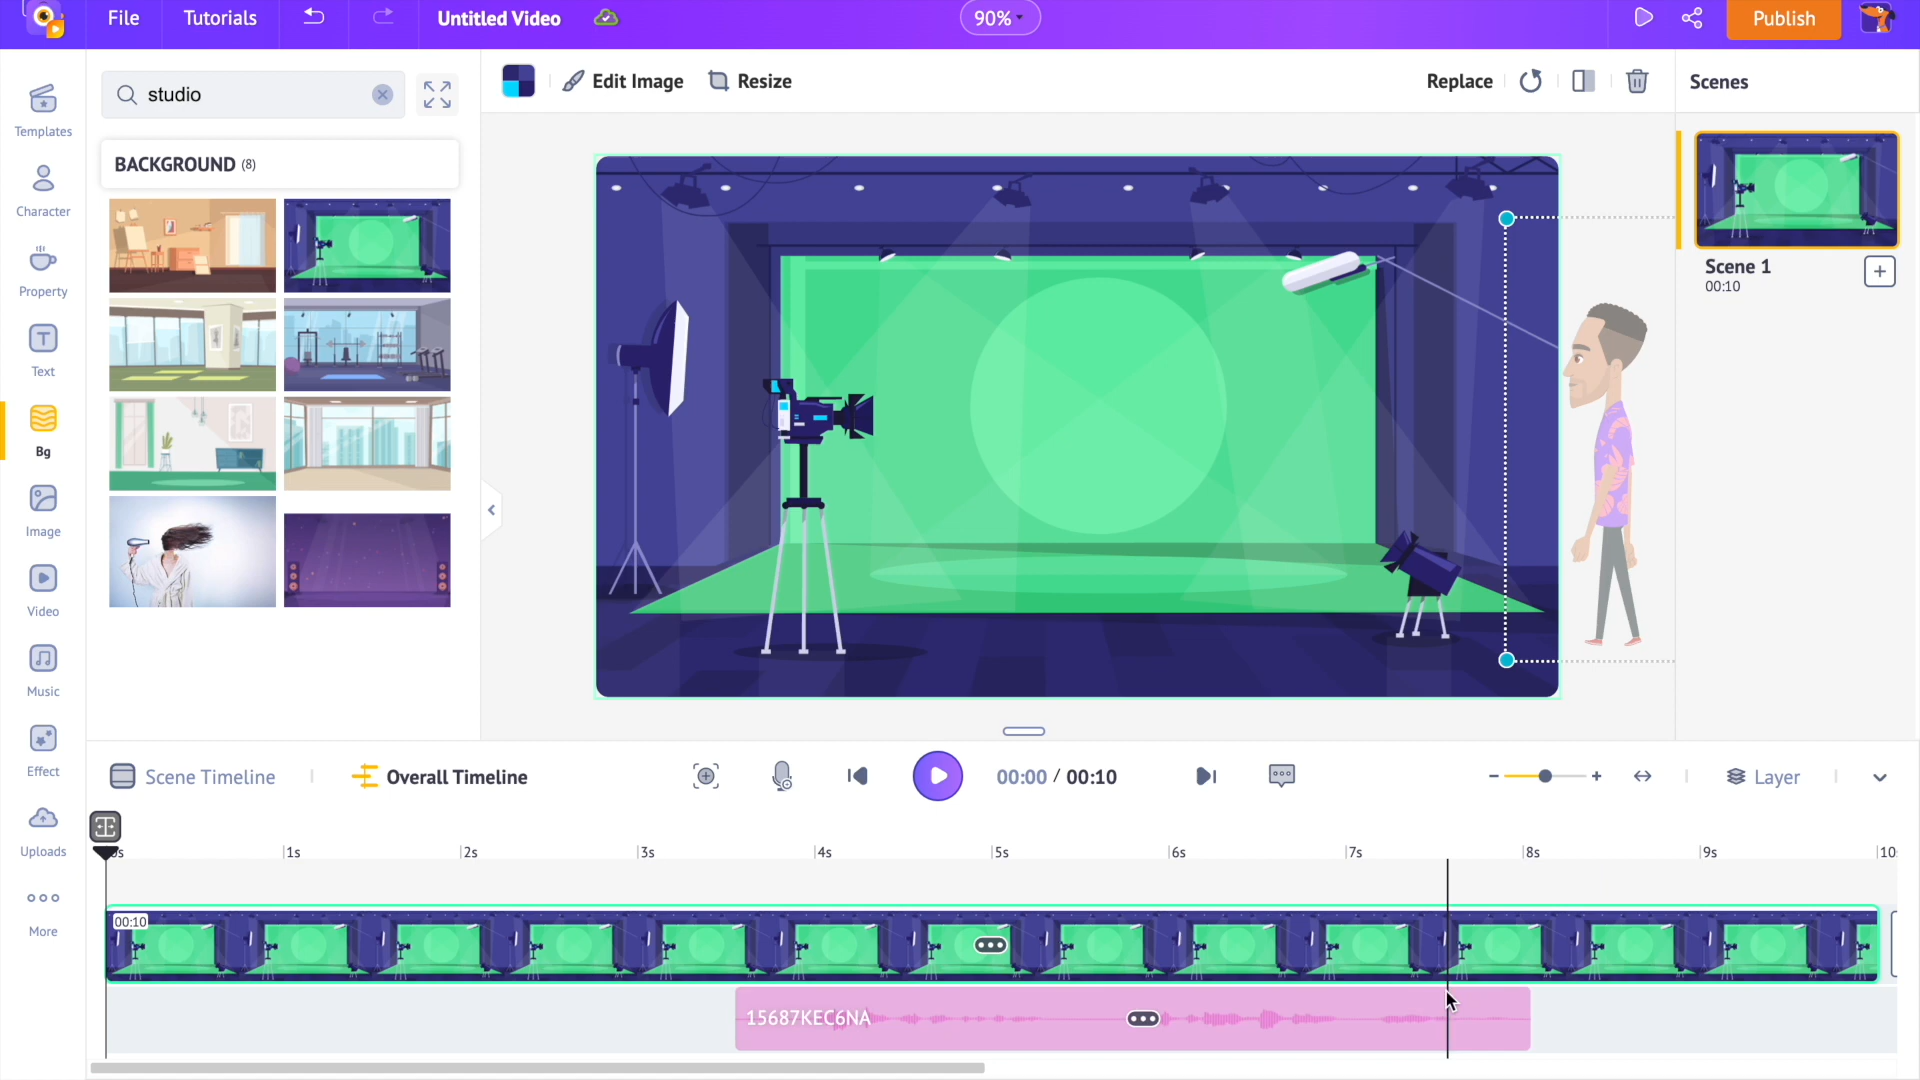 File
Tutorials
Untitled Video
90%
Publish
studio
Edit Image
Resize
Replace
Scenes
Templates
Character
Property
Text
Bg
Image
Video
Music
Effect
Uploads
More
BACKGROUND (8)
Scene 1
00:10
Scene Timeline
Overall Timeline
00:00 / 00:10
Layer
0s 1s 2s 3s 4s 5s 6s 7s 8s 9s 10
00:10
15687KEC6NA